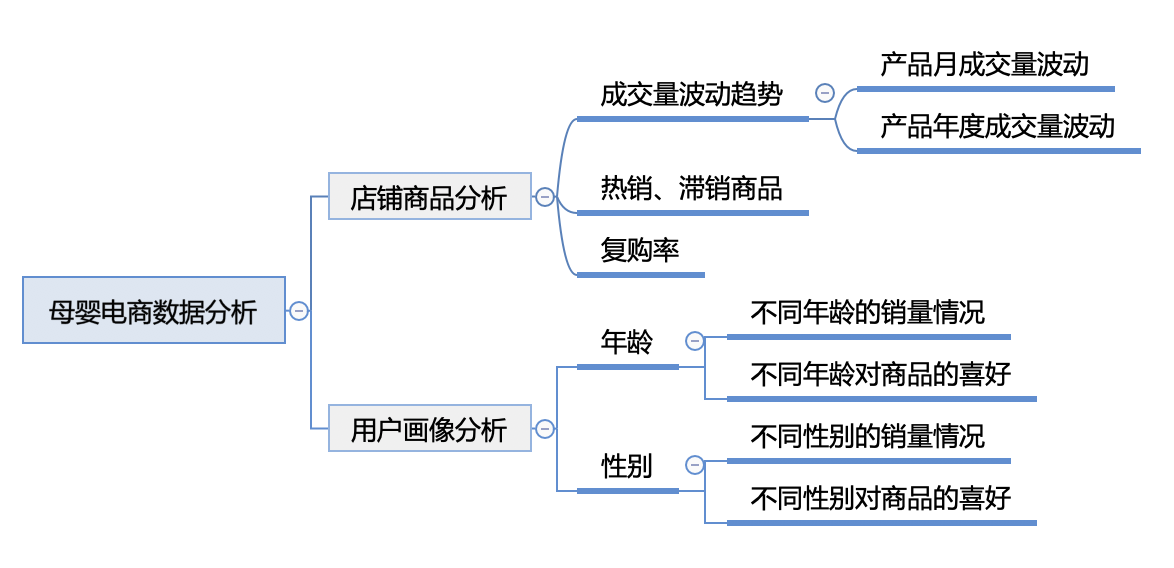 母婴电商数据分析
店铺商品分析
成交量波动趋势
产品月成交量波动
产品年度成交量波动
热销、滞销商品
复购率
用户画像分析
年龄
不同年龄的销量情况
不同年龄对商品的喜好
性别
不同性别的销量情况
不同性别对商品的喜好